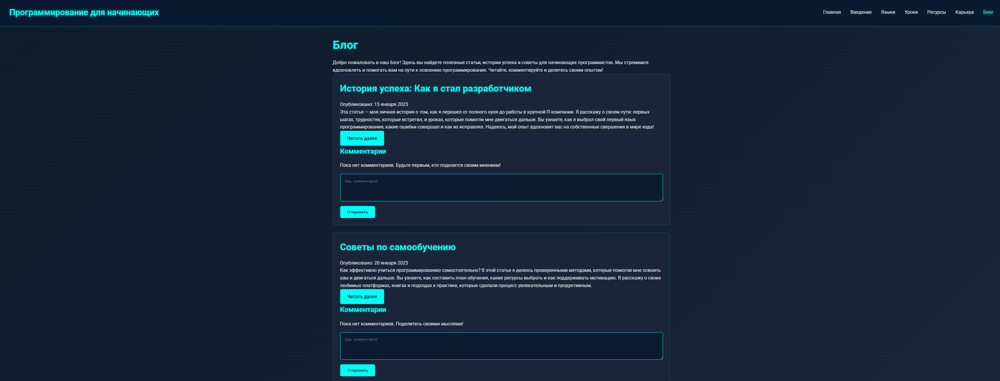 Программирование для начинающих
Главная Введение Языки Уроки Ресурсы Карьера Блог
Блог
Добро пожаловать в наш блог! Здесь вы найдете полезные статьи, истории успеха и советы для начинающих программистов. Мы стремимся
вдохновлять и помогать вам на пути к освоению программирования. Читайте, комментируйте и делитесь своим опытом!
История успеха: Как я стал разработчиком
Опубликовано: 15 января 2025
Эта статья — моя личная история о том, как я перешел от полного нуля до работы в крупной IT-компании. Я расскажу о своем пути: первых
шагах, трудностях, которые встретил, и уроках, которые помогли мне двигаться дальше. Вы узнаете, как я выбрал свой первый язык
программирования, какие ошибки совершал и как их исправлял. Надеюсь, мой опыт вдохновит вас на собственные свершения в мире кода!
Читать далее
Комментарии
Пока нет комментариев. Будьте первым, кто поделится своим мнением!
Ваш комментарий
Отправить
Советы по самообучению
Опубликовано: 20 января 2025
Как эффективно учиться программированию самостоятельно? В этой статье я делюсь проверенными методами, которые помогли мне освоить
азы и двигаться дальше. Вы узнаете, как составить план обучения, какие ресурсы выбрать и как поддерживать мотивацию. Я расскажу о своих
любимых платформах, книгах и подходах к практике, которые сделали процесс увлекательным и продуктивным.
Читать далее
Комментарии
Пока нет комментариев. Поделитесь своими мыслями!
Ваш комментарий
Отправить